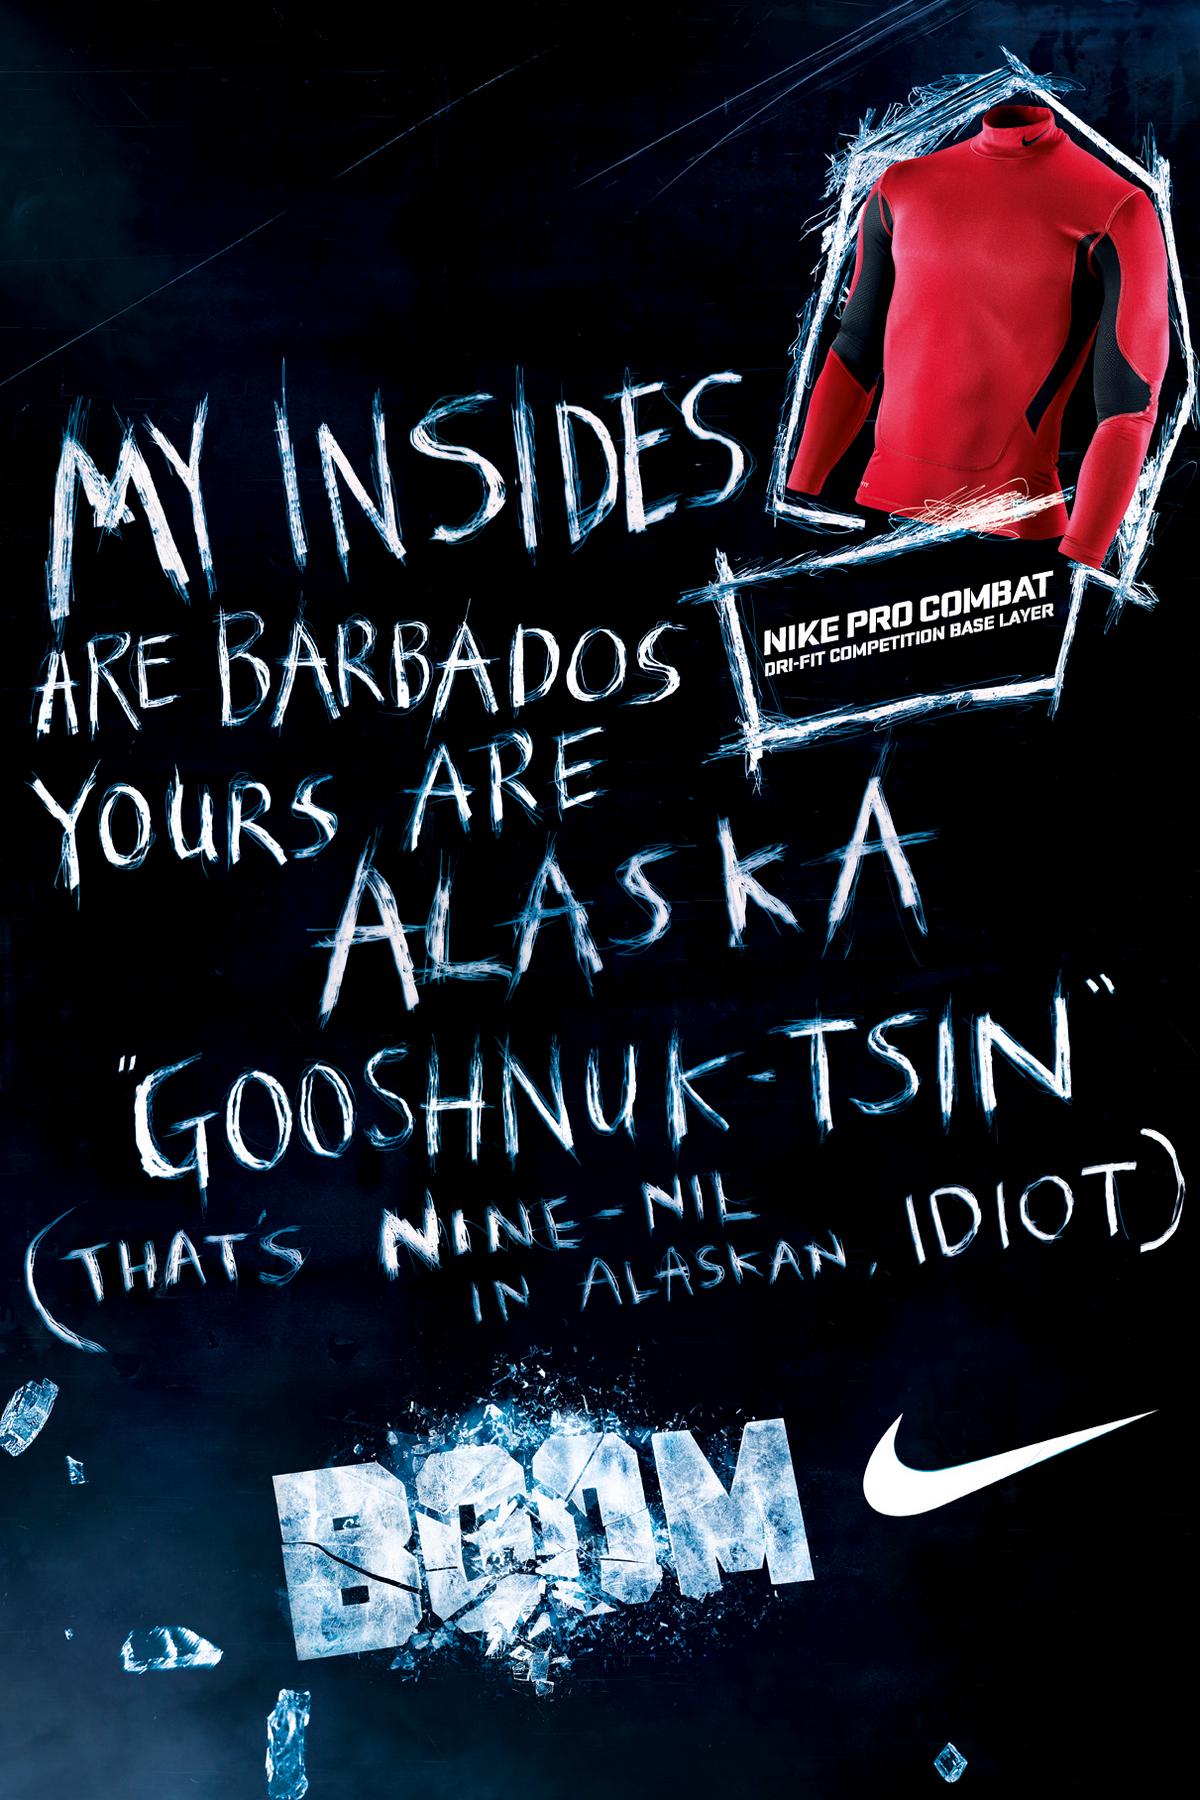 NIKE PRO COMBAT
DRI-FIT COMPETITION BASE LAYER
MY INSIDES
ARE BARBADOS
YOURS ARE
ALASKA
"GOOSHNUK-TSIN"
(THAT'S NINE-NIL
IN ALASKAN, IDIOT)
BOOM